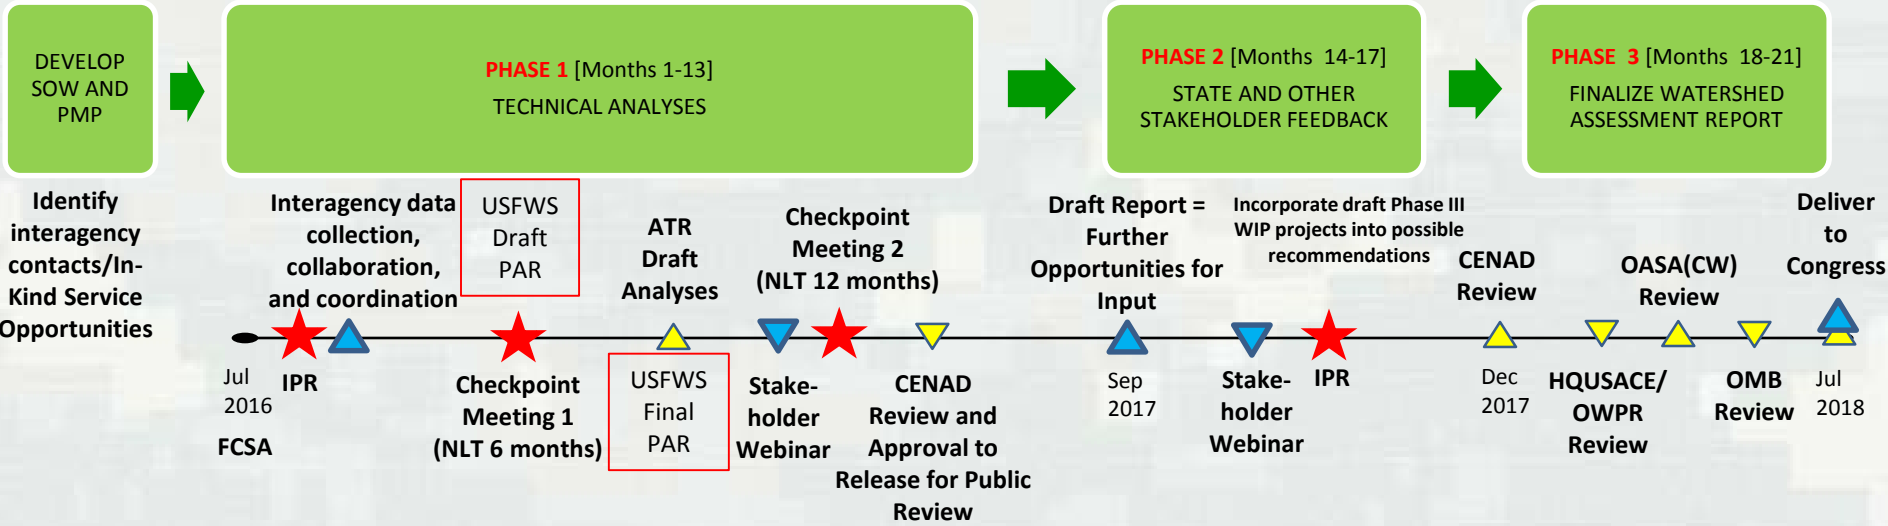 DEVELOP
SOW AND
PMP
PHASE 1 [Months 1-13]
TECHNICAL ANALYSES
PHASE 2 [Months 14-17]
STATE AND OTHER
STAKEHOLDER FEEDBACK
PHASE 3 [Months 18-21]
FINALIZE WATERSHED
ASSESSMENT REPORT
Identify
interagency
contacts/In-
Kind Service
Opportunities
Interagency data
collection,
collaboration,
and coordination
USFWS
Draft
PAR
ATR
Draft
Analyses
Checkpoint
Meeting 2
(NLT 12 months)
Draft Report =
Further
Opportunities for
Input
Incorporate draft Phase III
WIP projects into possible
recommendations
CENAD
Review
OASA(CW)
Review
Deliver
to
Congress
Jul
2016
FCSA
IPR
Checkpoint
Meeting 1
(NLT 6 months)
USFWS
Final
PAR
Stake-
holder
Webinar
CENAD
Review and
Approval to
Release for Public
Review
Sep
2017
Stake-
holder
Webinar
IPR
Dec
2017
HQUSACE/
OWPR
Review
OMB
Review
Jul
2018